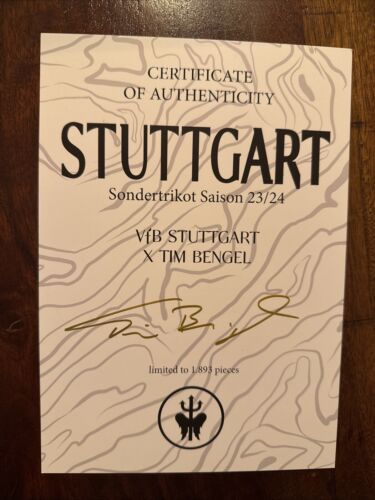 CERTIFICATE
OF AUTHENTICITY
STUTTGART
Sondertrikot Saison 23/24
VfB STUTTGART
X TIM BENGEL
limited to 1.893 pieces